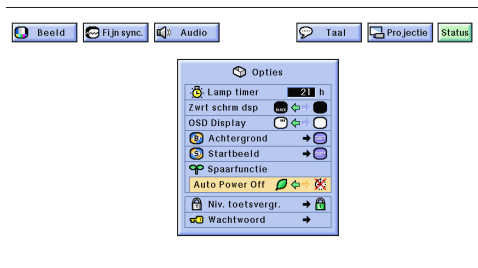 Beeld Fijn sync. Audio Taal Projectie Status
Opties
Lamp timer 21 h
Zwrt schrm dsp BLACK
OSD Display
B Achtergrond
S Startbeeld
Spaarfunctie
Auto Power Off
Niv. toetsvergr.
Wachtwoord